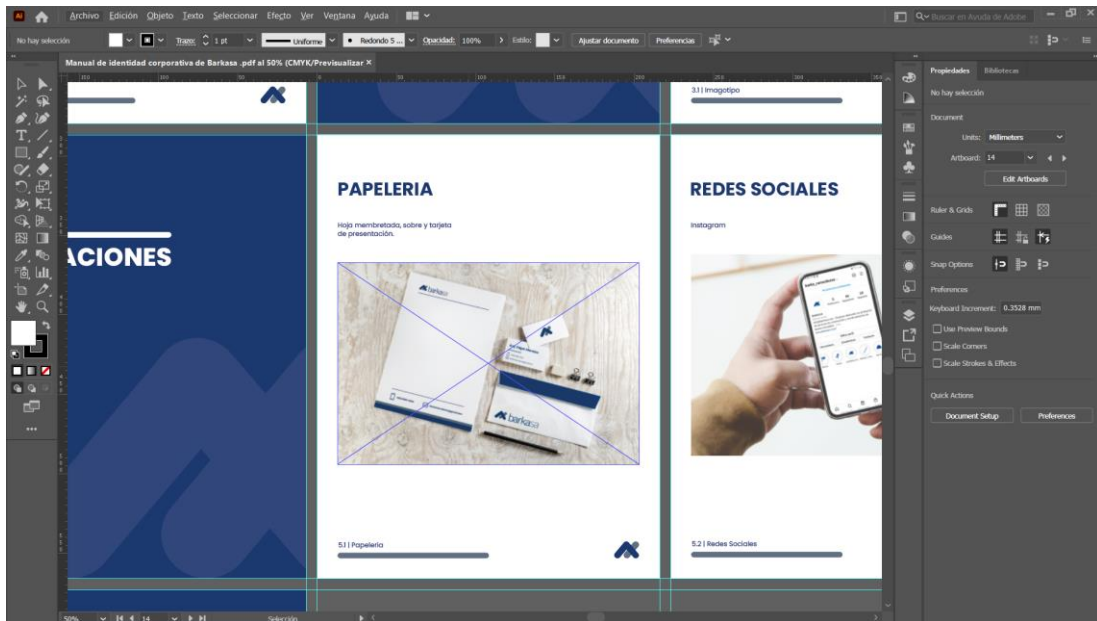 Ai
Archivo Edición Objeto Texto Seleccionar Efecto Ver Ventana Ayuda
Buscar en Ayuda de Adobe
No hay selección
Trazo: 1 pt
Uniforme
Redondo 5 ...
Opacidad: 100%
Estilo:
Ajustar documento
Preferencias
Manual de identidad corporativa de Barkasa .pdf al 50% (CMYK/Previsualizar ×
3.1 | Imagotipo
ACIONES
PAPELERIA
Hoja membretada, sobre y tarjeta
de presentación.
barkasa
barkasa
5.1 | Papeleria
REDES SOCIALES
Instagram
5.2 | Redes Sociales
Propiedades Bibliotecas
No hay selección
Document
Units: Millimeters
Artboard: 14
Edit Artboards
Ruler & Grids
Guides
Snap Options
Preferences
Keyboard Increment: 0.3528 mm
Use Preview Bounds
Scale Corners
Scale Strokes & Effects
Quick Actions
Document Setup
Preferences
50%
14
Selección